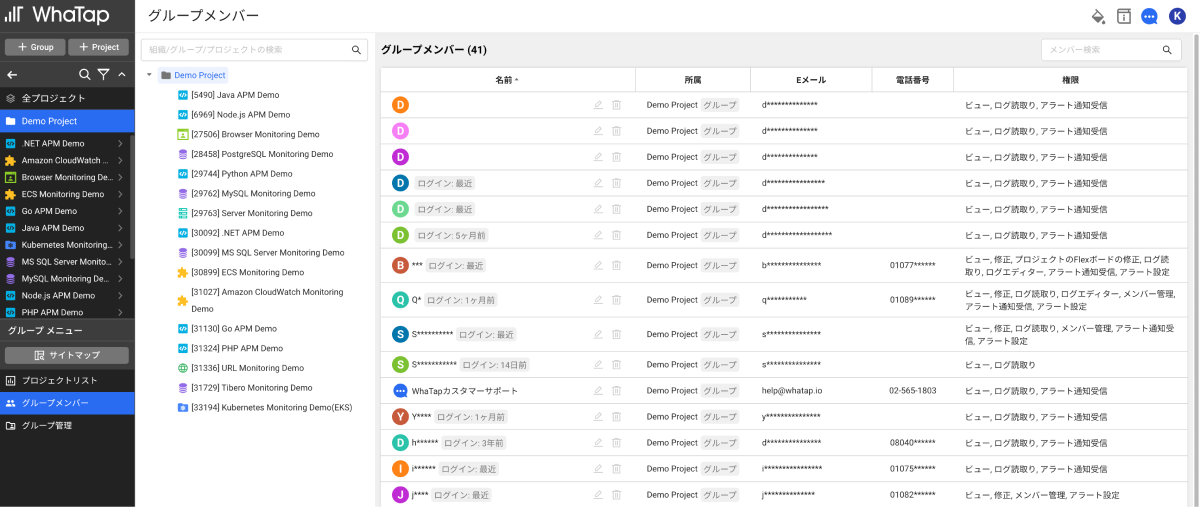 WhaTap
グループメンバー
K
+ Group
+ Project
全プロジェクト
Demo Project
.NET APM Demo
Amazon CloudWatch ...
Browser Monitoring De...
ECS Monitoring Demo
Go APM Demo
Java APM Demo
Kubernetes Monitoring...
MS SQL Server Monito...
MySQL Monitoring De...
Node.js APM Demo
PHP APM Demo
グループ メニュー
サイトマップ
プロジェクトリスト
グループメンバー
グループ管理
組織/グループ/プロジェクトの検索
Demo Project
[5490] Java APM Demo
[6969] Node.js APM Demo
[27506] Browser Monitoring Demo
[28458] PostgreSQL Monitoring Demo
[29744] Python APM Demo
[29762] MySQL Monitoring Demo
[29763] Server Monitoring Demo
[30092] .NET APM Demo
[30099] MS SQL Server Monitoring Demo
[30899] ECS Monitoring Demo
[31027] Amazon CloudWatch Monitoring
Demo
[31130] Go APM Demo
[31324] PHP APM Demo
[31336] URL Monitoring Demo
[31729] Tibero Monitoring Demo
[33194] Kubernetes Monitoring Demo(EKS)
グループメンバー (41)
メンバー検索
名前 所属 Eメール 電話番号 権限
D Demo Project グループ d************** ビュー, ログ読取り, アラート通知受信
D Demo Project グループ d************** ビュー, ログ読取り, アラート通知受信
D Demo Project グループ d************** ビュー, ログ読取り, アラート通知受信
D ログイン: 最近 Demo Project グループ d**************** ビュー, ログ読取り, アラート通知受信
D ログイン: 最近 Demo Project グループ d***************** ビュー, ログ読取り, アラート通知受信
D ログイン: 5ヶ月前 Demo Project グループ d****************** ビュー, ログ読取り, アラート通知受信
B *** ログイン: 最近 Demo Project グループ b*************** 01077****** ビュー, 修正, プロジェクトのFlexボードの修正, ログ読
取り, ログエディター, アラート通知受信, アラート設定
Q Q* ログイン: 1ヶ月前 Demo Project グループ q*********** 01089****** ビュー, 修正, ログ読取り, ログエディター, メンバー管理,
アラート通知受信, アラート設定
S S********** ログイン: 最近 Demo Project グループ s*************** ビュー, 修正, ログ読取り, メンバー管理, アラート通知受
信, アラート設定
S S*********** ログイン: 14日前 Demo Project グループ s*************** ビュー, ログ読取り
WhaTapカスタマーサポート Demo Project グループ help@whatap.io 02-565-1803 ビュー, ログ読取り, アラート通知受信
Y Y**** ログイン: 1ヶ月前 Demo Project グループ y*************** ビュー, ログ読取り, アラート通知受信
D h****** ログイン: 3年前 Demo Project グループ d*************** 08040****** ビュー, ログ読取り, アラート通知受信
I i****** ログイン: 最近 Demo Project グループ i**************** 01075****** ビュー, ログ読取り, アラート通知受信
J j**** ログイン: 最近 Demo Project グループ j************** 01082****** ビュー, 修正, メンバー管理, アラート設定